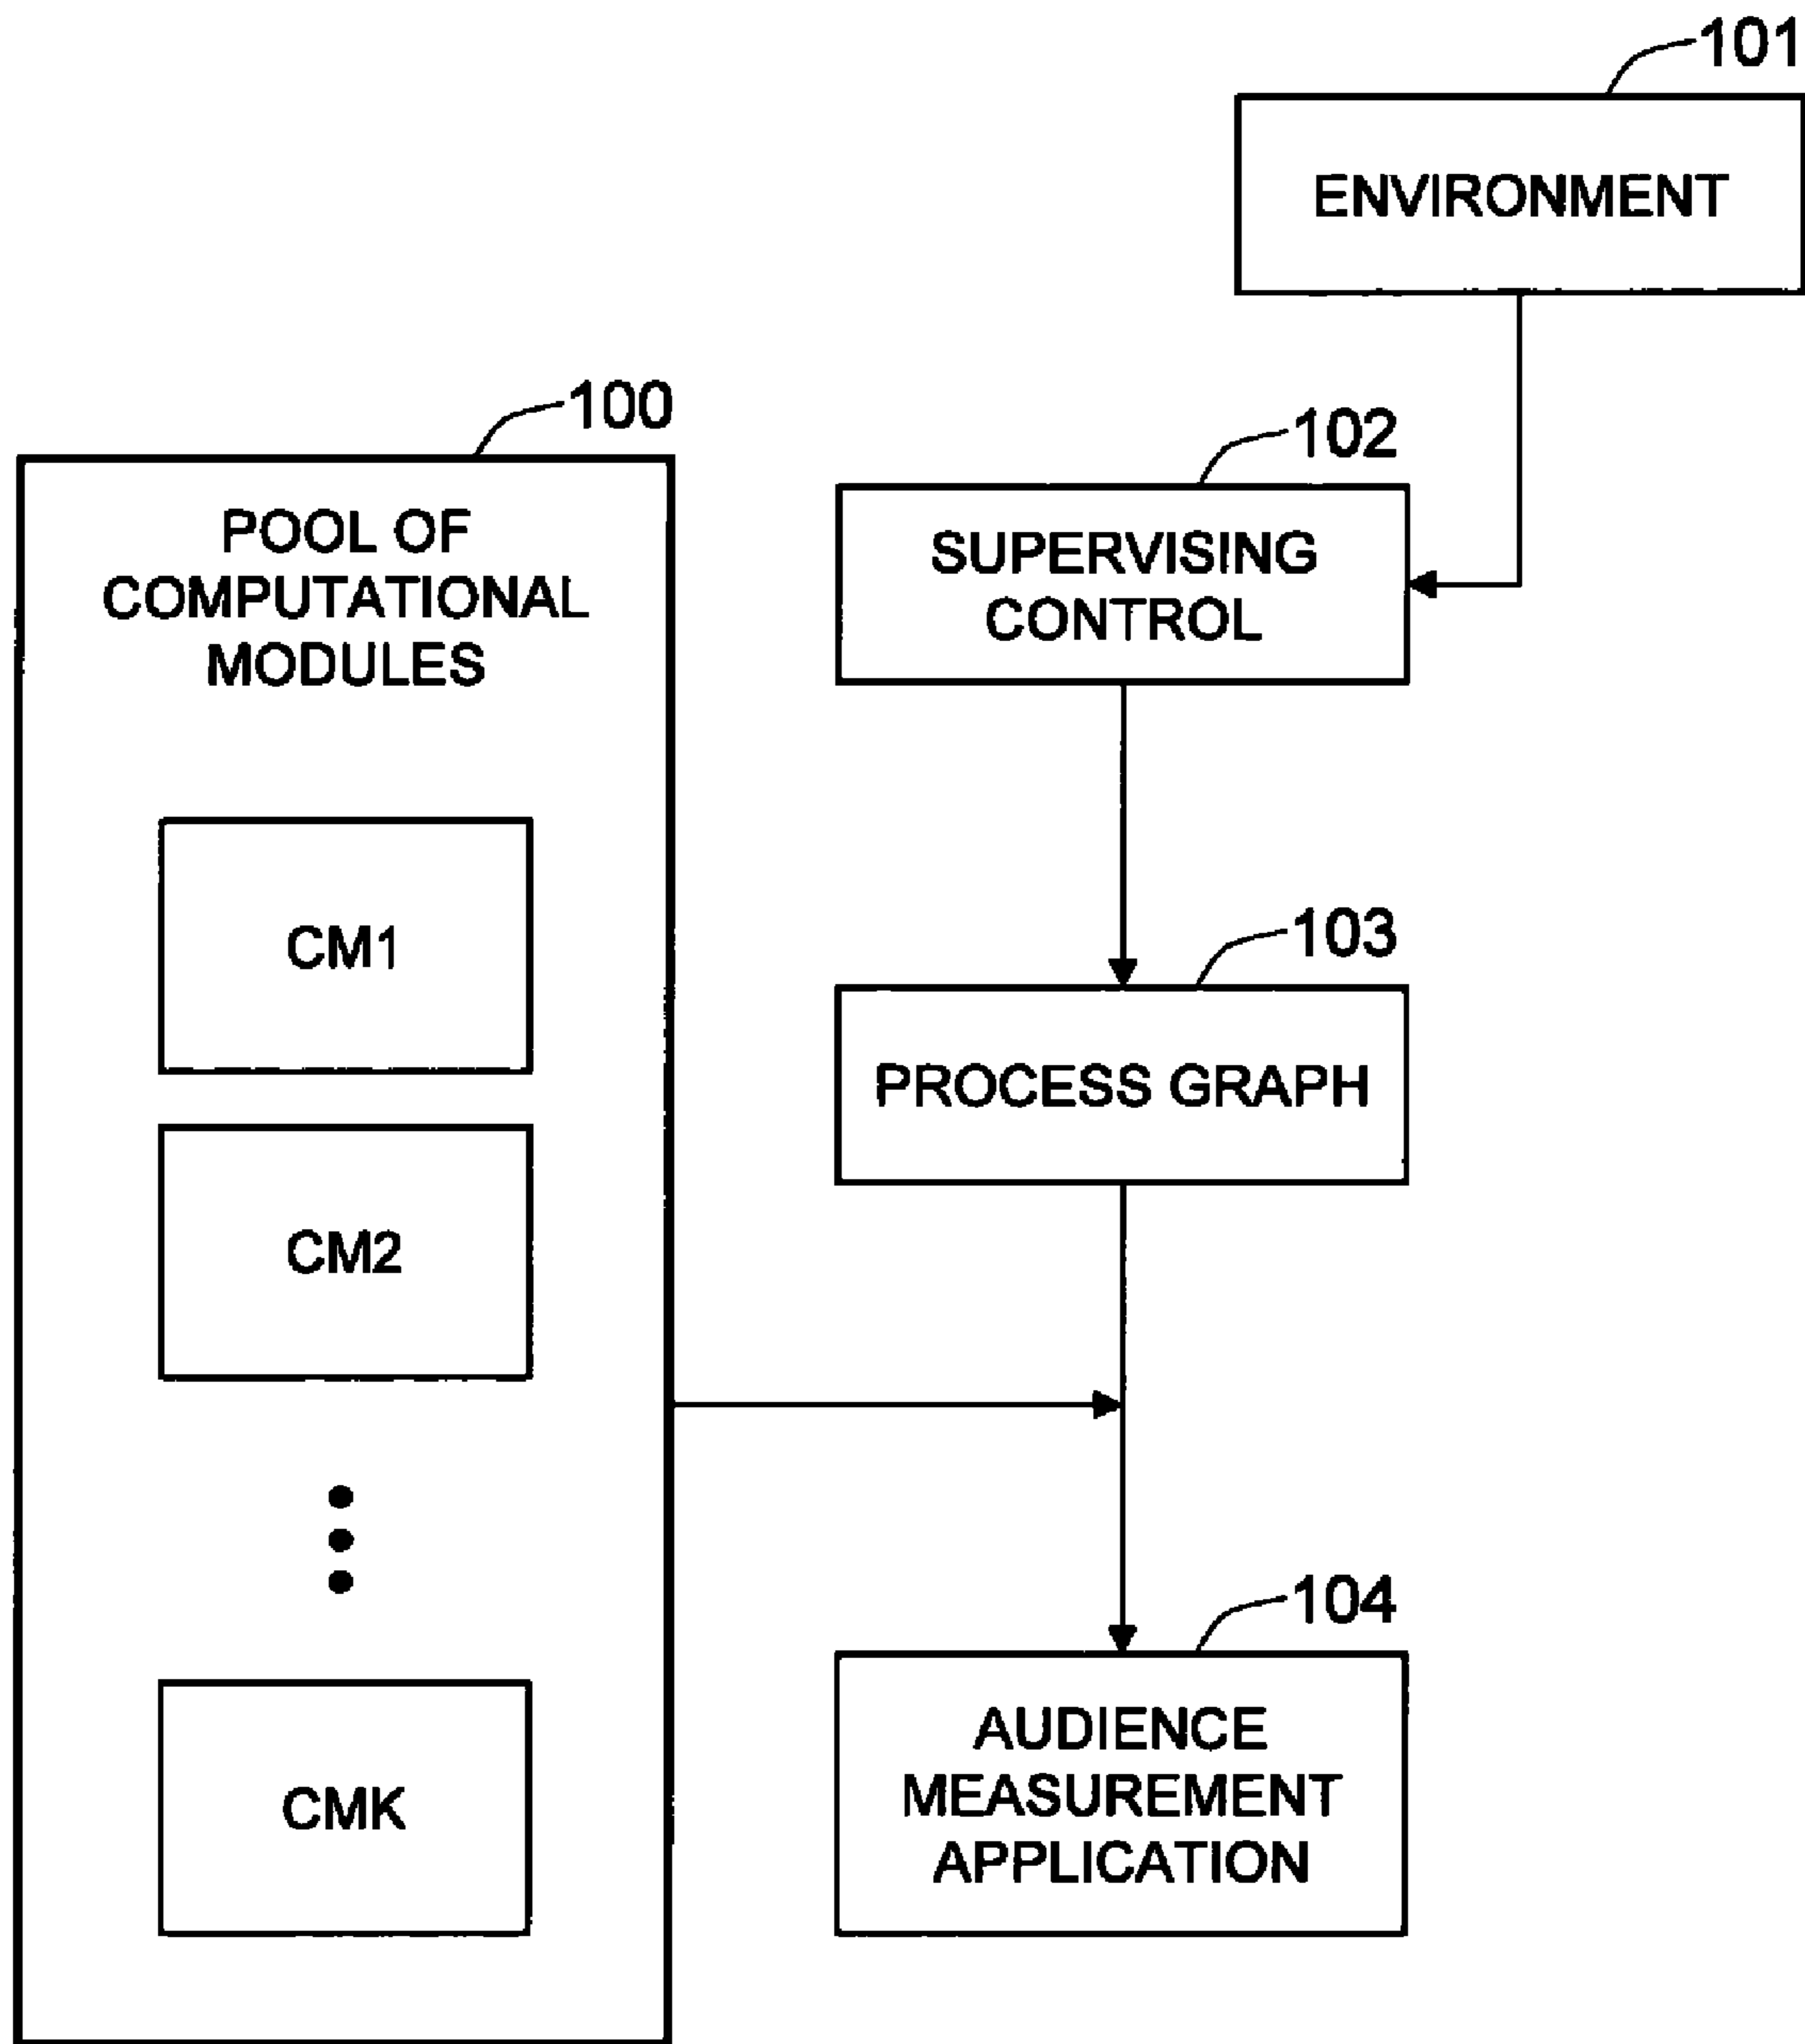 101
ENVIRONMENT
100
POOL OF
COMPUTATIONAL
MODULES
CM1
CM2
CMK
102
SUPERVISING
CONTROL
103
PROCESS GRAPH
104
AUDIENCE
MEASUREMENT
APPLICATION